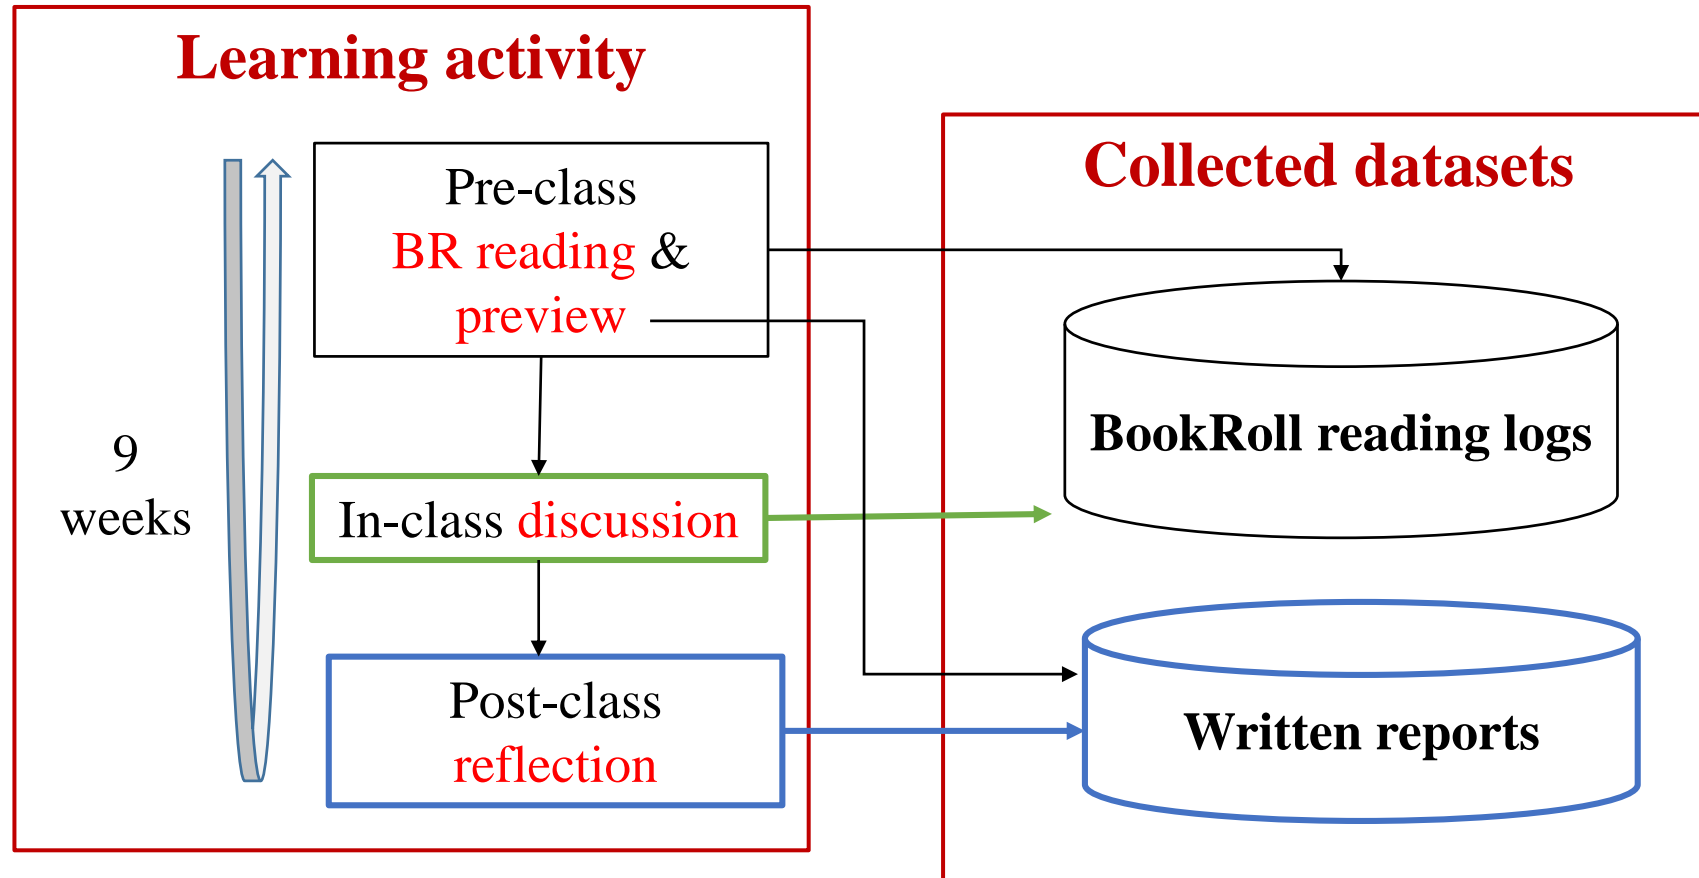 Learning activity
Pre-class
BR reading &
preview
9
weeks
In-class discussion
Post-class
reflection
Collected datasets
BookRoll reading logs
Written reports